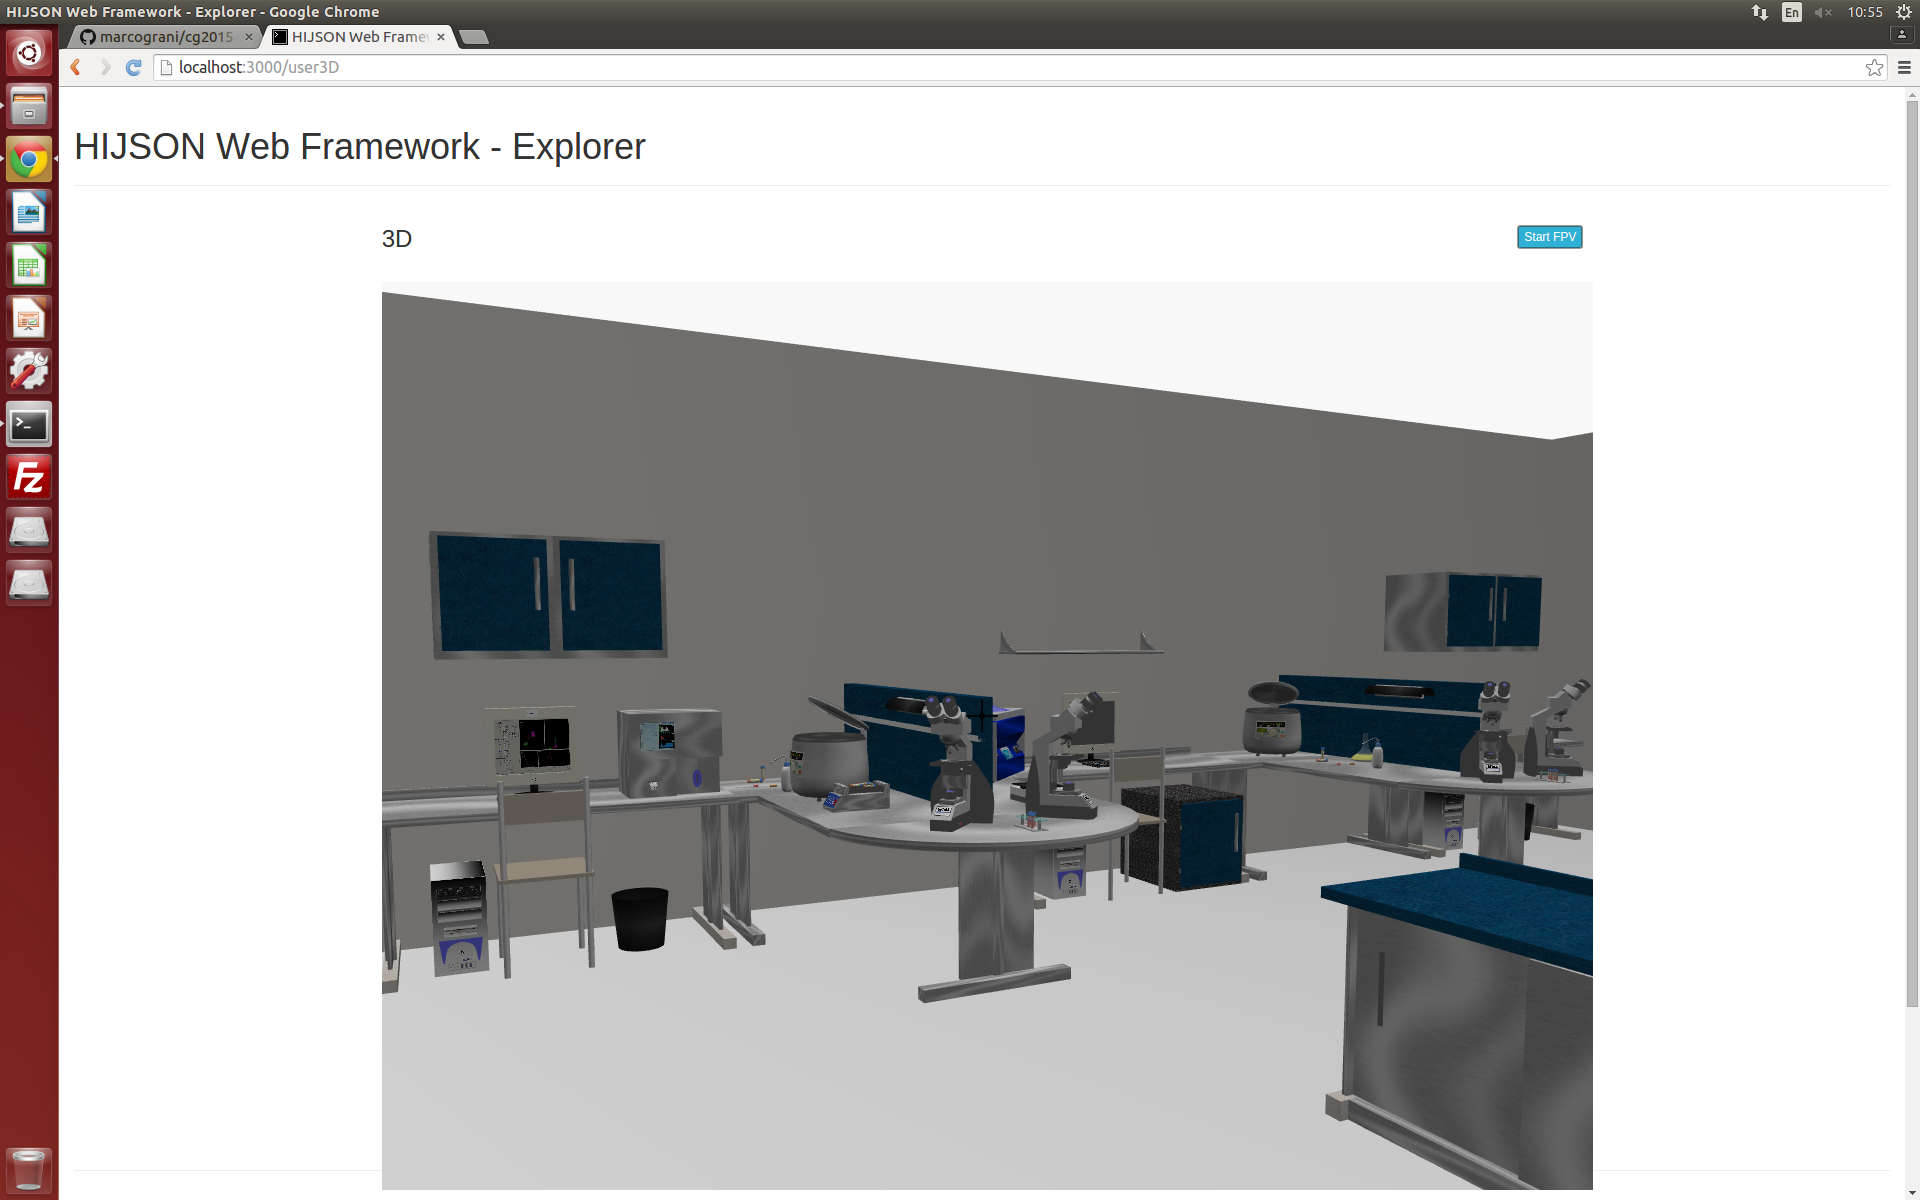 HIJSON Web Framework - Explorer - Google Chrome
En
10:55
marcograni/cg2015
HIJSON Web Frame
localhost:3000/user3D
HIJSON Web Framework - Explorer
3D
Start FPV